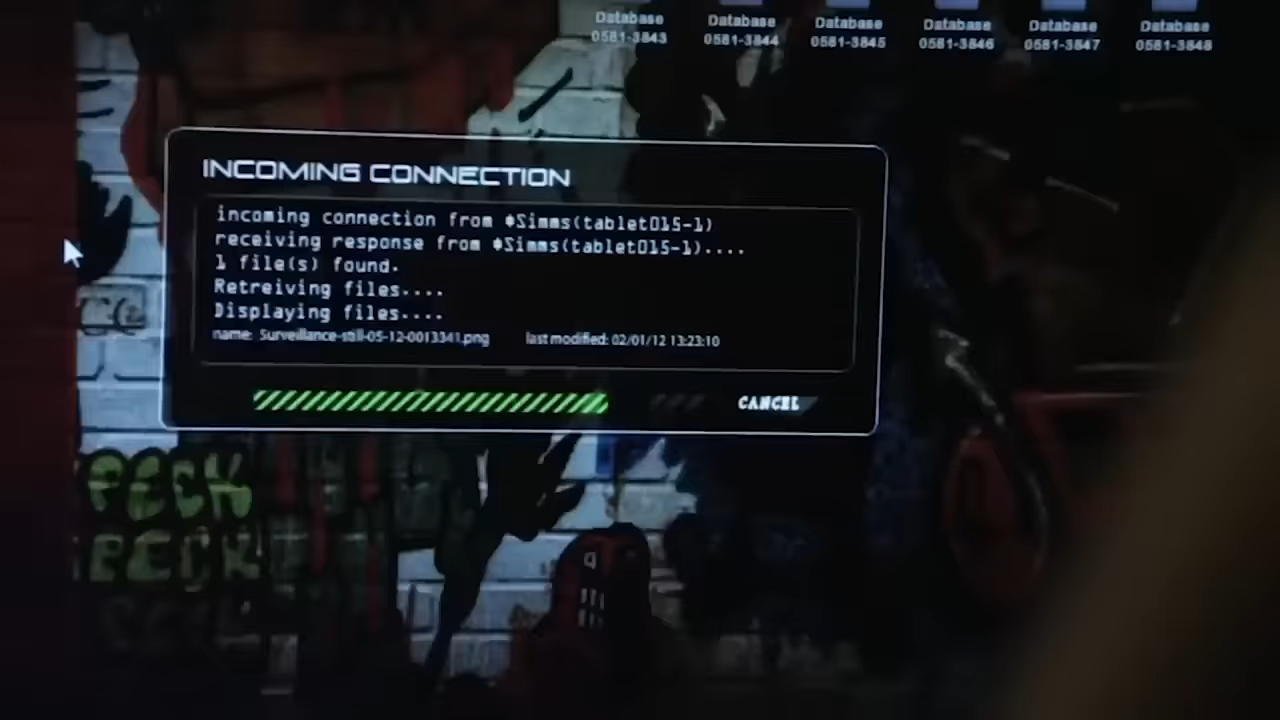 Database Database Database Database Database Database
0581-3843 0581-3844 0581-3845 0581-3846 0581-3847 0581-3848
INCOMING CONNECTION
incoming connection from *Simms(tablet015-1)
receiving response from *Simms(tablet015-1)....
1 file(s) found.
Retreiving files....
Displaying files....
name: Surveillance-still-05-12-0013341.png last modified: 02/01/12 13:23:10
CANCEL
PECK
PECK